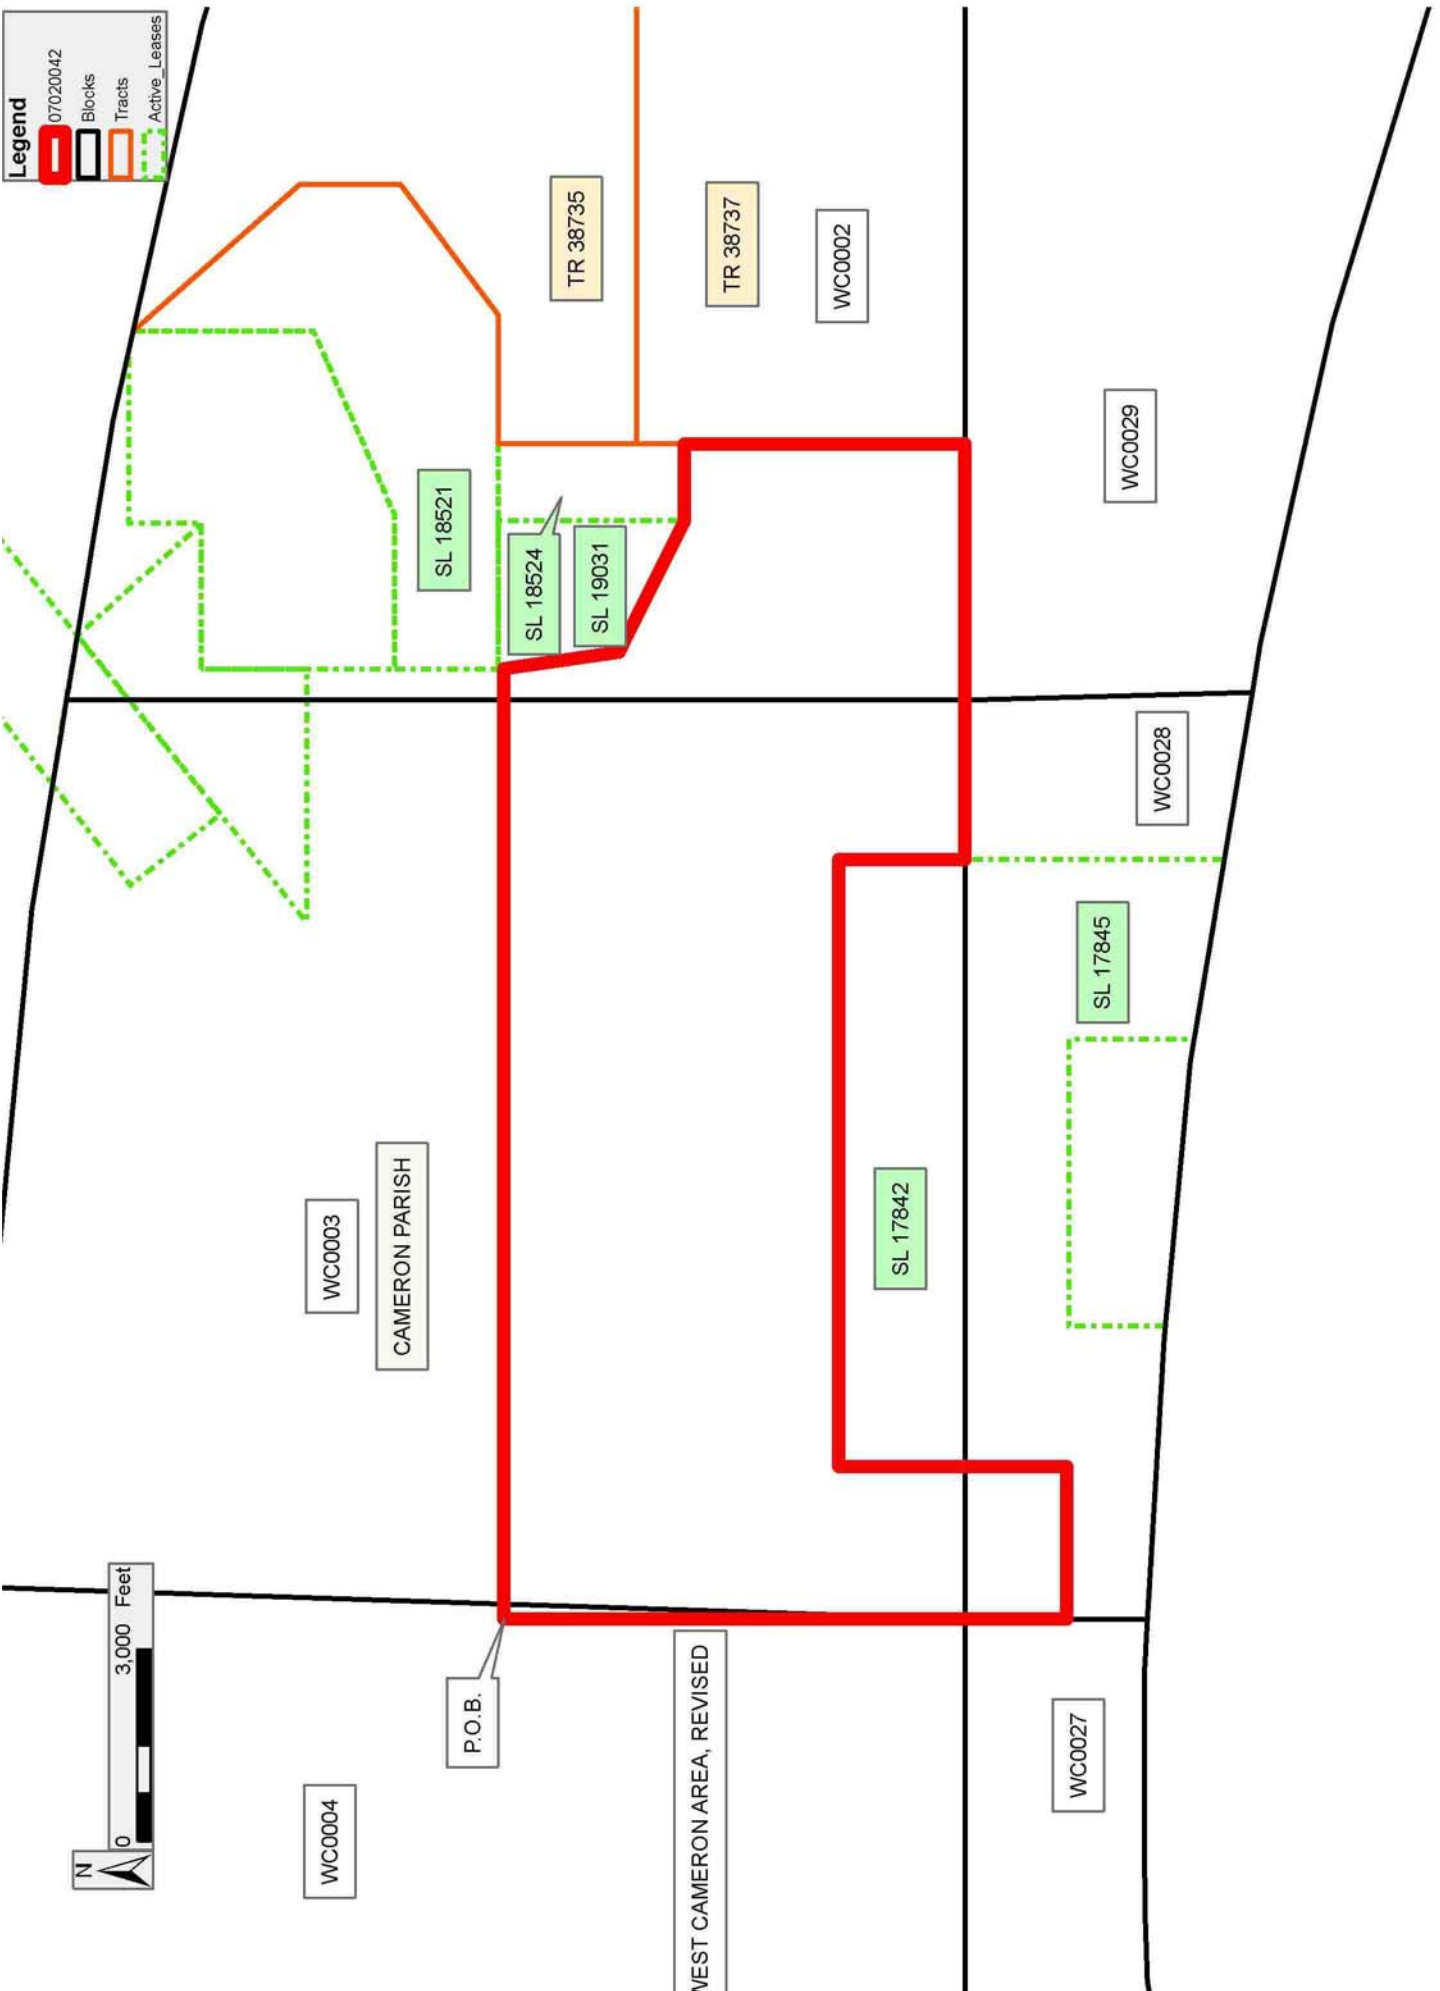 Legend
07020042
Blocks
Tracts
Active_Leases
TR 38735
TR 38737
WC0002
SL 18521
SL 18524
SL 19031
WC0029
WC0028
SL 17845
WC0003
CAMERON PARISH
SL 17842
N
0 3,000 Feet
P.O.B.
WC0004
WEST CAMERON AREA, REVISED
WC0027